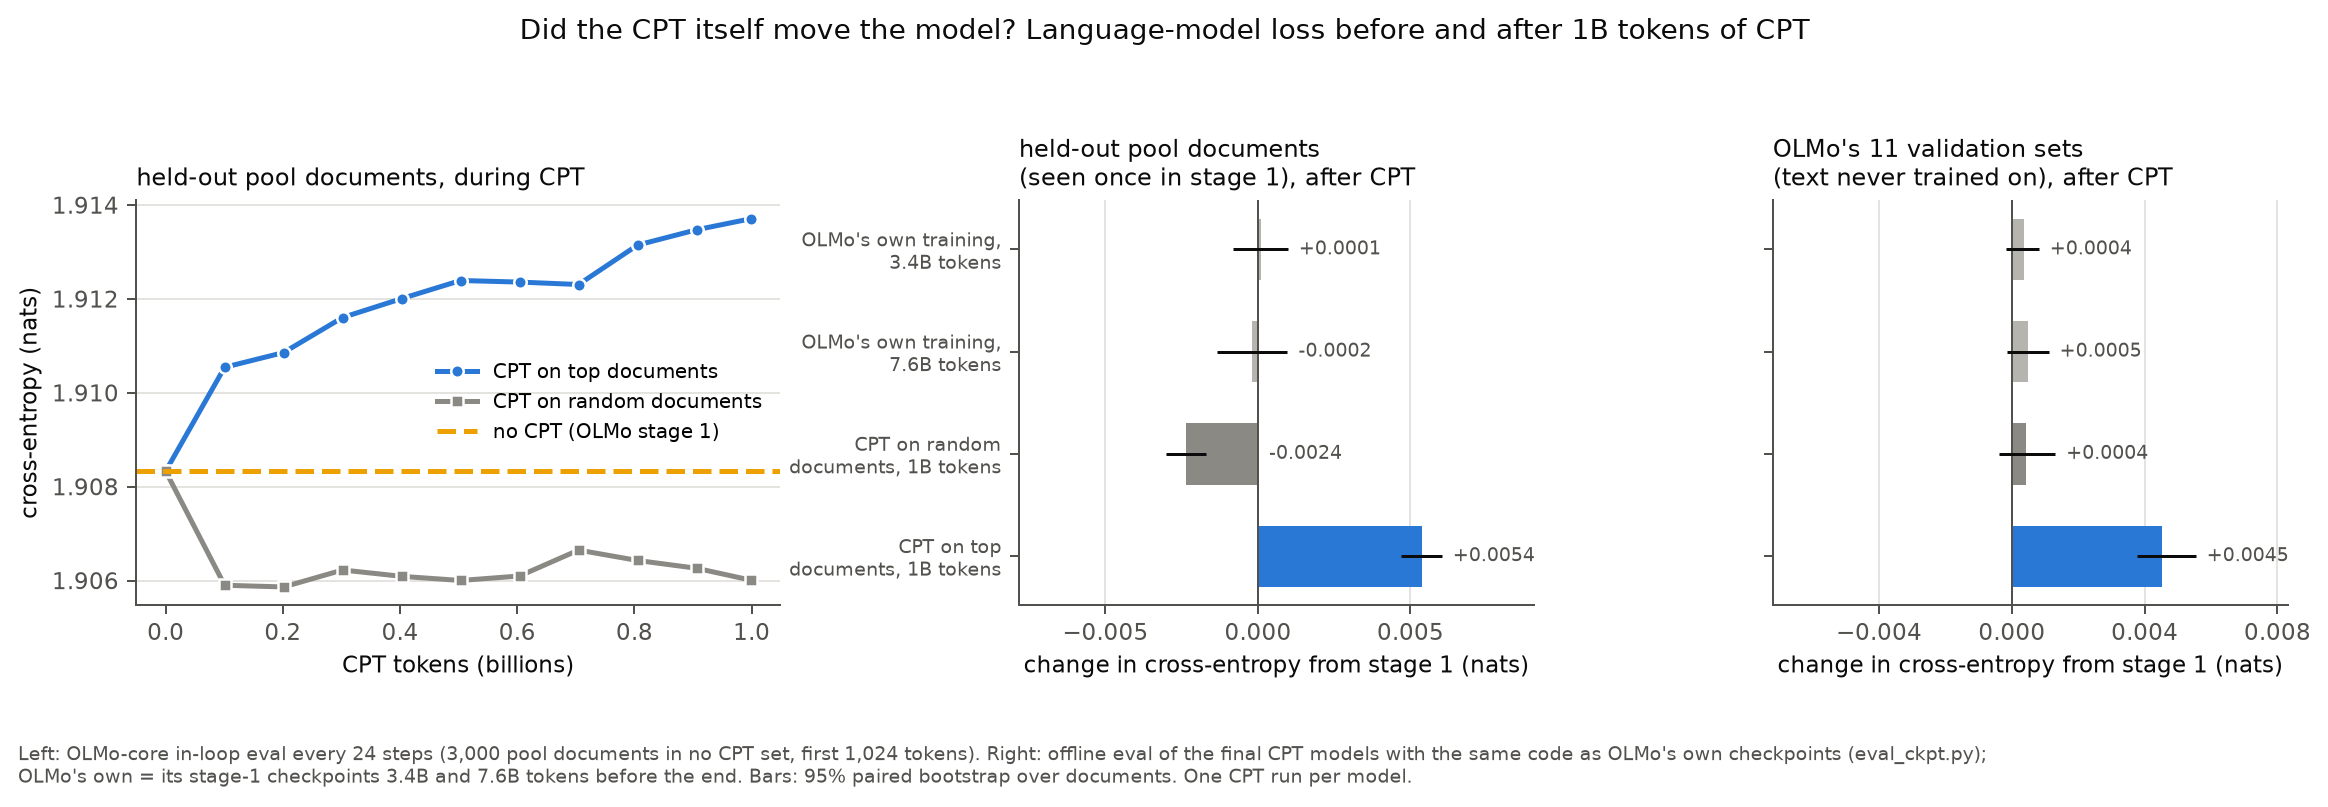 Did the CPT itself move the model? Language-model loss before and after 1B tokens of CPT
held-out pool documents, during CPT
1.914
1.912
1.910
1.908
1.906
cross-entropy (nats)
CPT on top documents
CPT on random documents
no CPT (OLMo stage 1)
0.0
0.2
0.4
0.6
0.8
1.0
CPT tokens (billions)
held-out pool documents
(seen once in stage 1), after CPT
OLMo's own training,
3.4B tokens
+0.0001
OLMo's own training,
7.6B tokens
-0.0002
CPT on random
documents, 1B tokens
-0.0024
CPT on top
documents, 1B tokens
+0.0054
−0.005
0.000
0.005
change in cross-entropy from stage 1 (nats)
OLMo's 11 validation sets
(text never trained on), after CPT
+0.0004
+0.0005
+0.0004
+0.0045
−0.004
0.000
0.004
0.008
change in cross-entropy from stage 1 (nats)
Left: OLMo-core in-loop eval every 24 steps (3,000 pool documents in no CPT set, first 1,024 tokens). Right: offline eval of the final CPT models with the same code as OLMo's own checkpoints (eval_ckpt.py);
OLMo's own = its stage-1 checkpoints 3.4B and 7.6B tokens before the end. Bars: 95% paired bootstrap over documents. One CPT run per model.